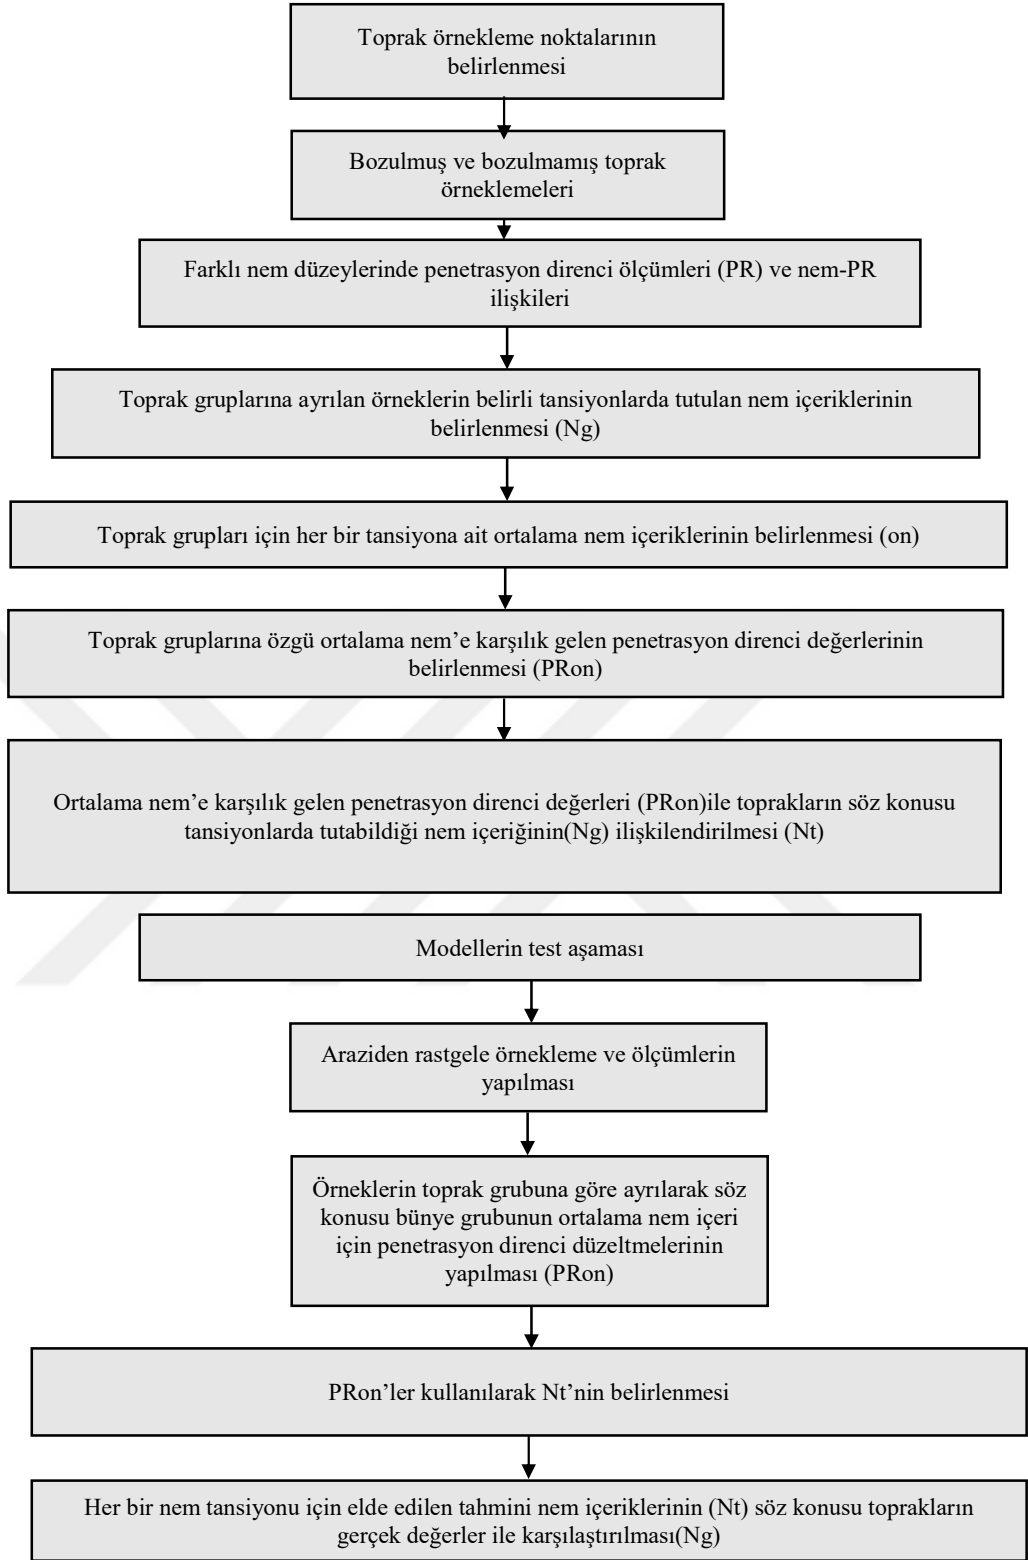 Toprak örnekleme noktalarının
belirlenmesi
Bozulmuş ve bozulmamış toprak
örneklemeleri
Farklı nem düzeylerinde penetrasyon direnci ölçümleri (PR) ve nem-PR
ilişkileri
Toprak gruplarına ayrılan örneklerin belirli tansiyonlarda tutulan nem içeriklerinin
belirlenmesi (Ng)
Toprak grupları için her bir tansiyona ait ortalama nem içeriklerinin belirlenmesi (on)
Toprak gruplarına özgü ortalama nem’e karşılık gelen penetrasyon direnci değerlerinin
belirlenmesi (PRon)
Ortalama nem’e karşılık gelen penetrasyon direnci değerleri (PRon)ile toprakların söz konusu
tansiyonlarda tutabildiği nem içeriğinin(Ng) ilişkilendirilmesi (Nt)
Modellerin test aşaması
Araziden rastgele örnekleme ve ölçümlerin
yapılması
Örneklerin toprak grubuna göre ayrılarak söz
konusu bünye grubunun ortalama nem içeri
için penetrasyon direnci düzeltmelerinin
yapılması (PRon)
PRon’ler kullanılarak Nt’nin belirlenmesi
Her bir nem tansiyonu için elde edilen tahmini nem içeriklerinin (Nt) söz konusu toprakların
gerçek değerler ile karşılaştırılması(Ng)